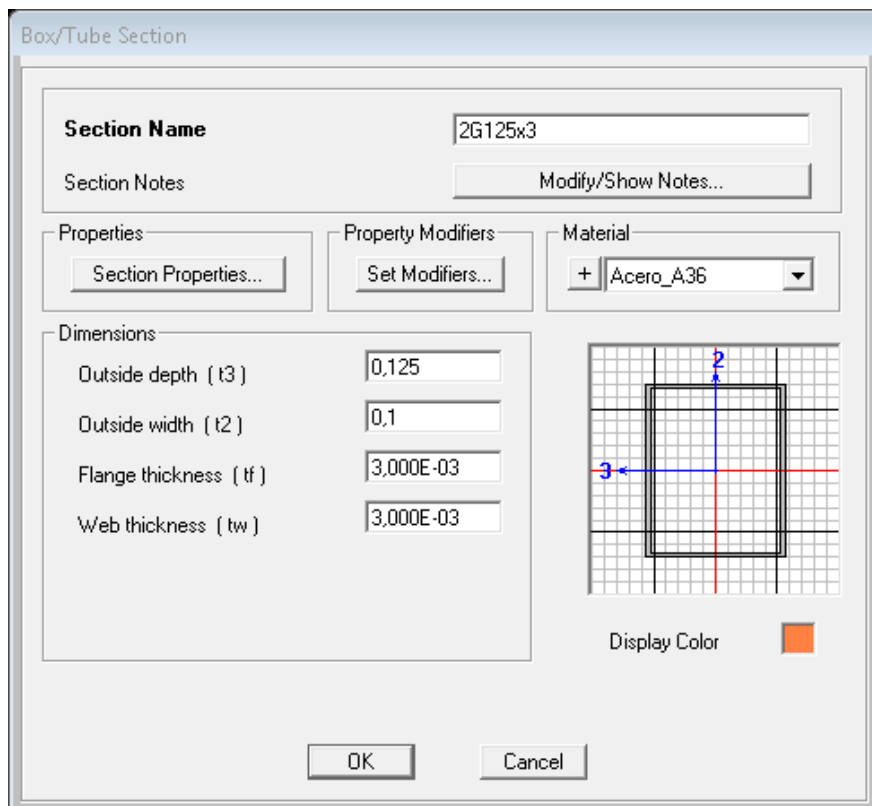 Box/Tube Section
Section Name 2G125x3
Section Notes Modify/Show Notes...
Properties Property Modifiers Material
Section Properties... Set Modifiers... + Acero_A36
Dimensions
Outside depth ( t3 ) 0,125
Outside width ( t2 ) 0,1
Flange thickness ( tf ) 3,000E-03
Web thickness ( tw ) 3,000E-03
2
3
Display Color
OK Cancel